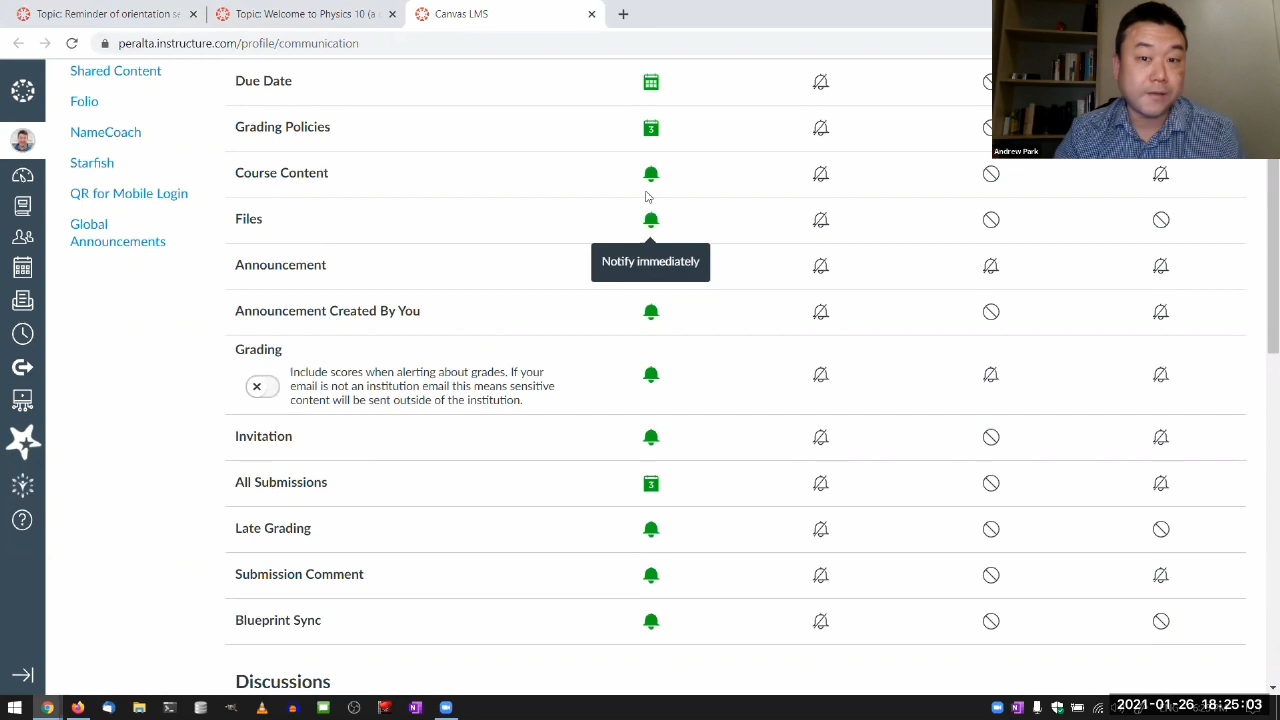 Topic: Remotion of orientation se
Topic: Welcome to Physics 10 (a c
Canvas LMS
peralta.instructure.com/profile/communication
Andrew Park
Shared Content
Folio
NameCoach
Starfish
QR for Mobile Login
Global
Announcements
Due Date
Grading Policies
3
Course Content
Files
Notify immediately
Announcement
Announcement Created By You
Grading
Include scores when alerting about grades. If your
email is not an institution email this means sensitive
content will be sent outside of the institution.
Invitation
All Submissions
3
Late Grading
Submission Comment
Blueprint Sync
Discussions
2021-01-26 18:25:03